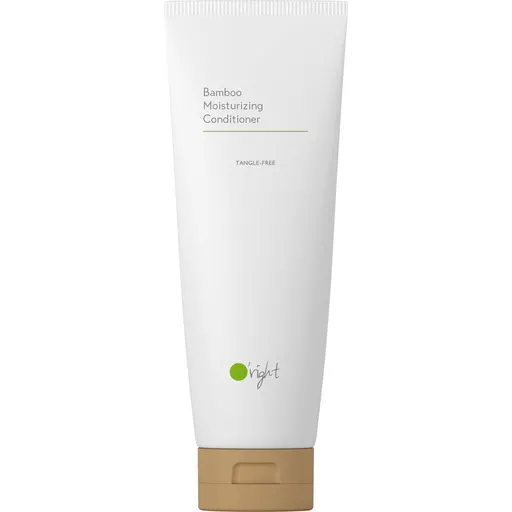 Bamboo
Moisturizing
Conditioner
TANGLE-FREE
O'right